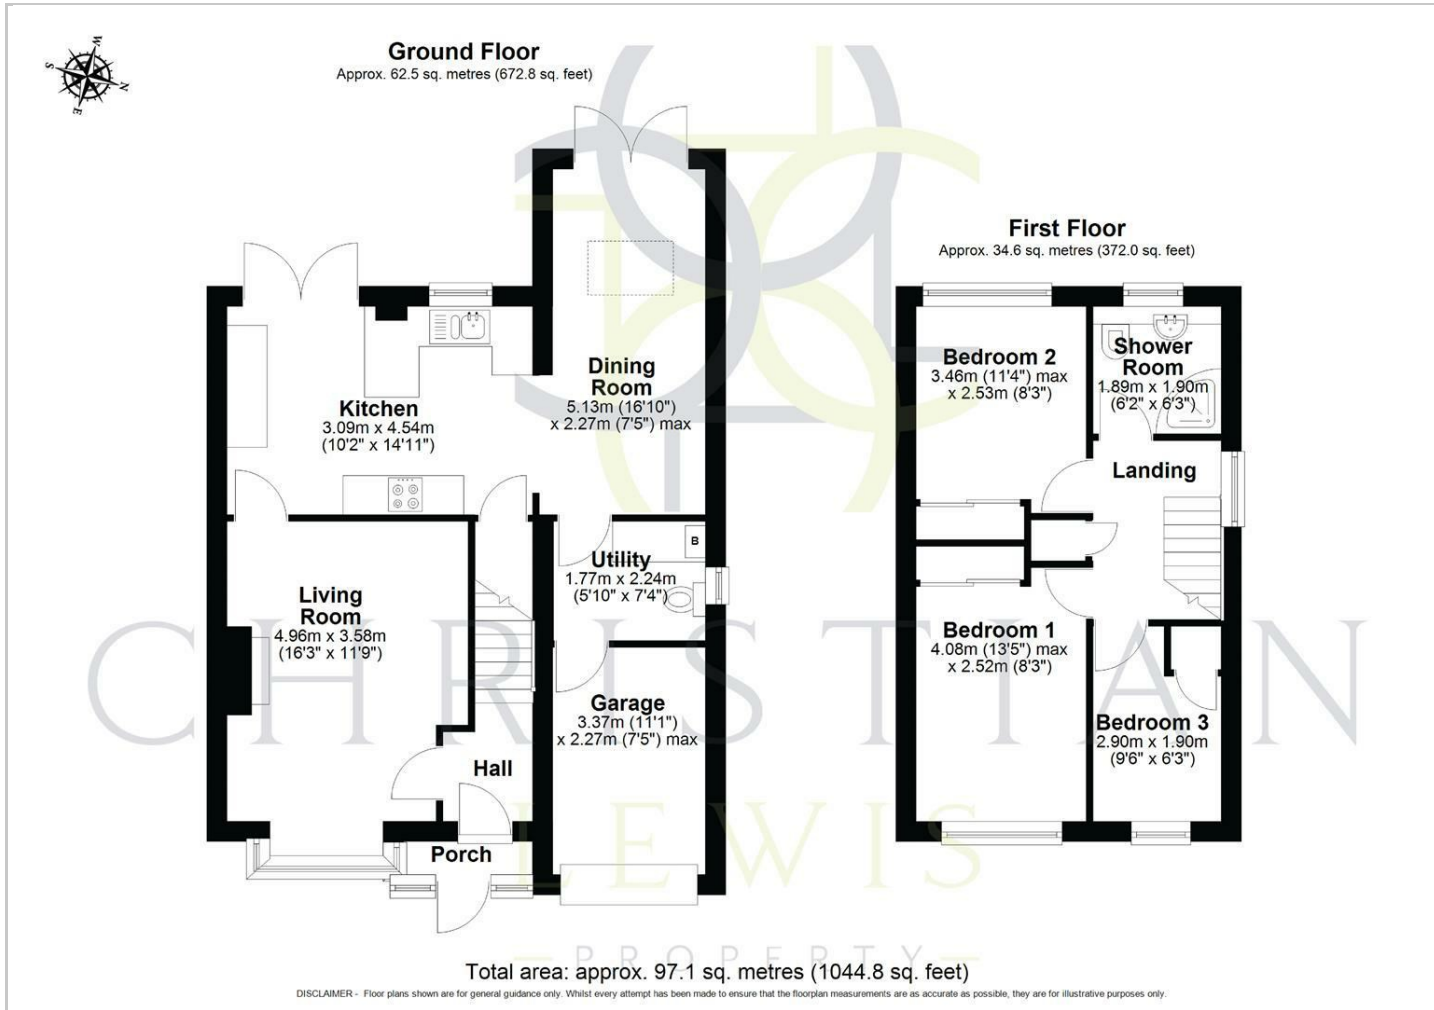 W
S
N
E
Ground Floor
Approx. 62.5 sq. metres (672.8 sq. feet)
First Floor
Approx. 34.6 sq. metres (372.0 sq. feet)
Kitchen
3.09m x 4.54m
(10'2" x 14'11")
Dining
Room
5.13m (16'10")
x 2.27m (7'5") max
Utility
1.77m x 2.24m
(5'10" x 7'4")
B
Living
Room
4.96m x 3.58m
(16'3" x 11'9")
Garage
3.37m (11'1")
x 2.27m (7'5") max
Hall
Porch
Bedroom 2
3.46m (11'4") max
x 2.53m (8'3")
Shower
Room
1.89m x 1.90m
(6'2" x 6'3")
Landing
Bedroom 1
4.08m (13'5") max
x 2.52m (8'3")
Bedroom 3
2.90m x 1.90m
(9'6" x 6'3")
CHRISTIAN
LEWIS
PROPERTY
Total area: approx. 97.1 sq. metres (1044.8 sq. feet)
DISCLAIMER - Floor plans shown are for general guidance only. Whilst every attempt has been made to ensure that the floorplan measurements are as accurate as possible, they are for illustrative purposes only.